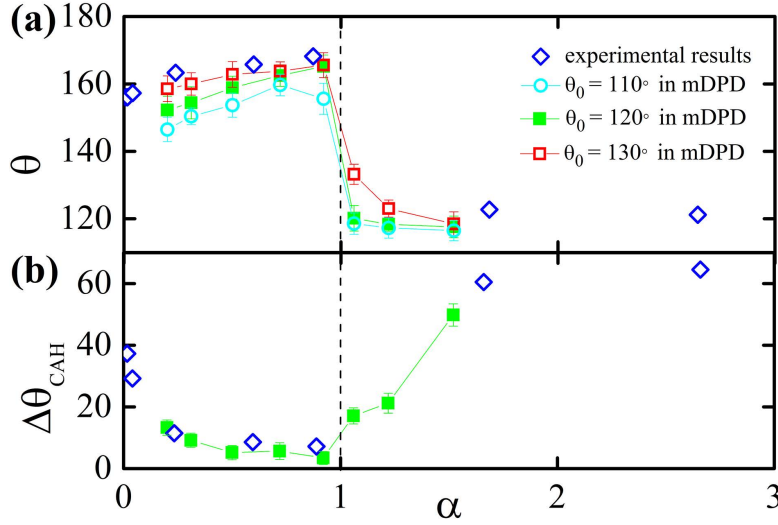 (a)
180
160
140
120
θ
experimental results
θ₀ = 110° in mDPD
θ₀ = 120° in mDPD
θ₀ = 130° in mDPD
(b)
60
40
20
0
Δθ_CAH
0 1 2 3
α